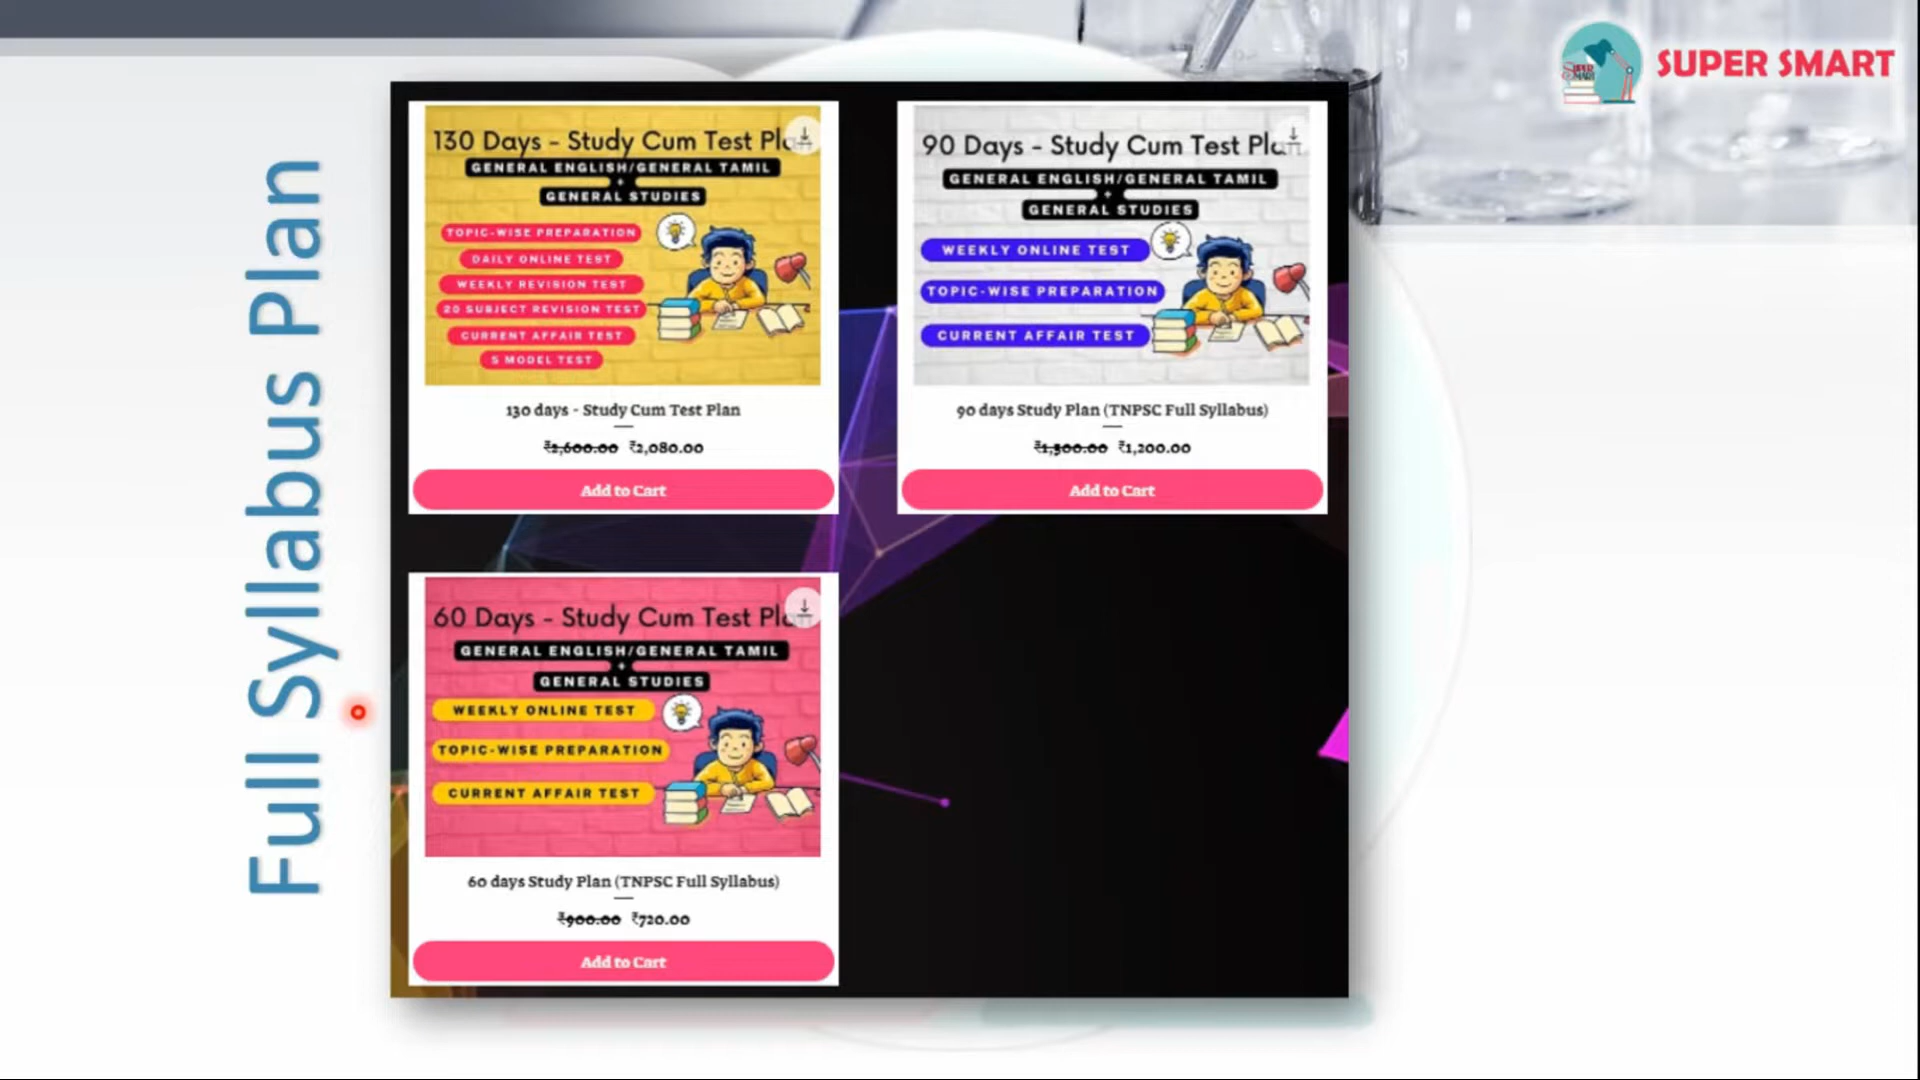 SUPER SMART
SUPER
SMART
Full Syllabus Plan
130 Days - Study Cum Test Plan
GENERAL ENGLISH/GENERAL TAMIL
+
GENERAL STUDIES
TOPIC-WISE PREPARATION
DAILY ONLINE TEST
WEEKLY REVISION TEST
20 SUBJECT REVISION TEST
CURRENT AFFAIR TEST
5 MODEL TEST
130 days - Study Cum Test Plan
₹2,600.00 ₹2,080.00
Add to Cart
90 Days - Study Cum Test Plan
GENERAL ENGLISH/GENERAL TAMIL
+
GENERAL STUDIES
WEEKLY ONLINE TEST
TOPIC-WISE PREPARATION
CURRENT AFFAIR TEST
90 days Study Plan (TNPSC Full Syllabus)
₹1,500.00 ₹1,200.00
Add to Cart
60 Days - Study Cum Test Plan
GENERAL ENGLISH/GENERAL TAMIL
+
GENERAL STUDIES
WEEKLY ONLINE TEST
TOPIC-WISE PREPARATION
CURRENT AFFAIR TEST
60 days Study Plan (TNPSC Full Syllabus)
₹900.00 ₹720.00
Add to Cart